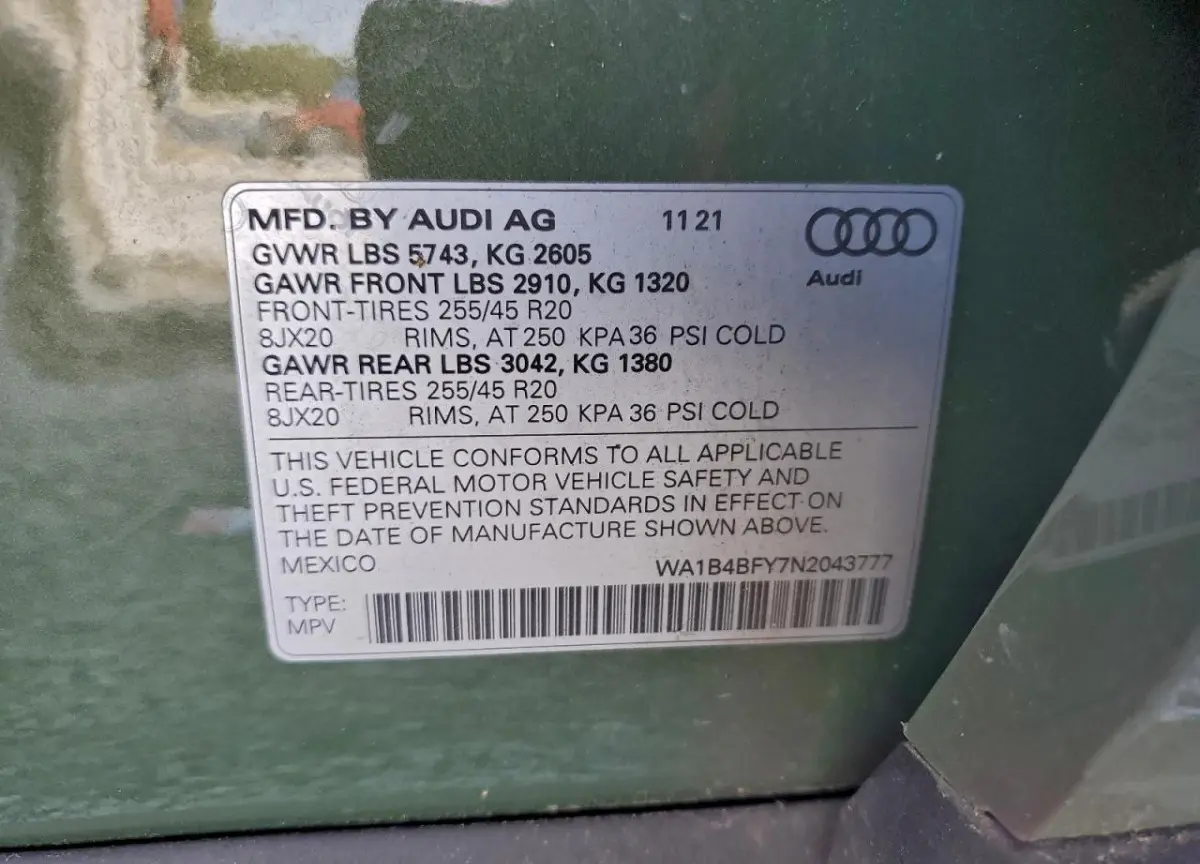 MFD. BY AUDI AG 11 21
GVWR LBS 5743, KG 2605
Audi
GAWR FRONT LBS 2910, KG 1320
FRONT-TIRES 255/45 R20
8JX20 RIMS, AT 250 KPA 36 PSI COLD
GAWR REAR LBS 3042, KG 1380
REAR-TIRES 255/45 R20
8JX20 RIMS, AT 250 KPA 36 PSI COLD
THIS VEHICLE CONFORMS TO ALL APPLICABLE
U.S. FEDERAL MOTOR VEHICLE SAFETY AND
THEFT PREVENTION STANDARDS IN EFFECT ON
THE DATE OF MANUFACTURE SHOWN ABOVE.
MEXICO WA1B4BFY7N2043777
TYPE:
MPV